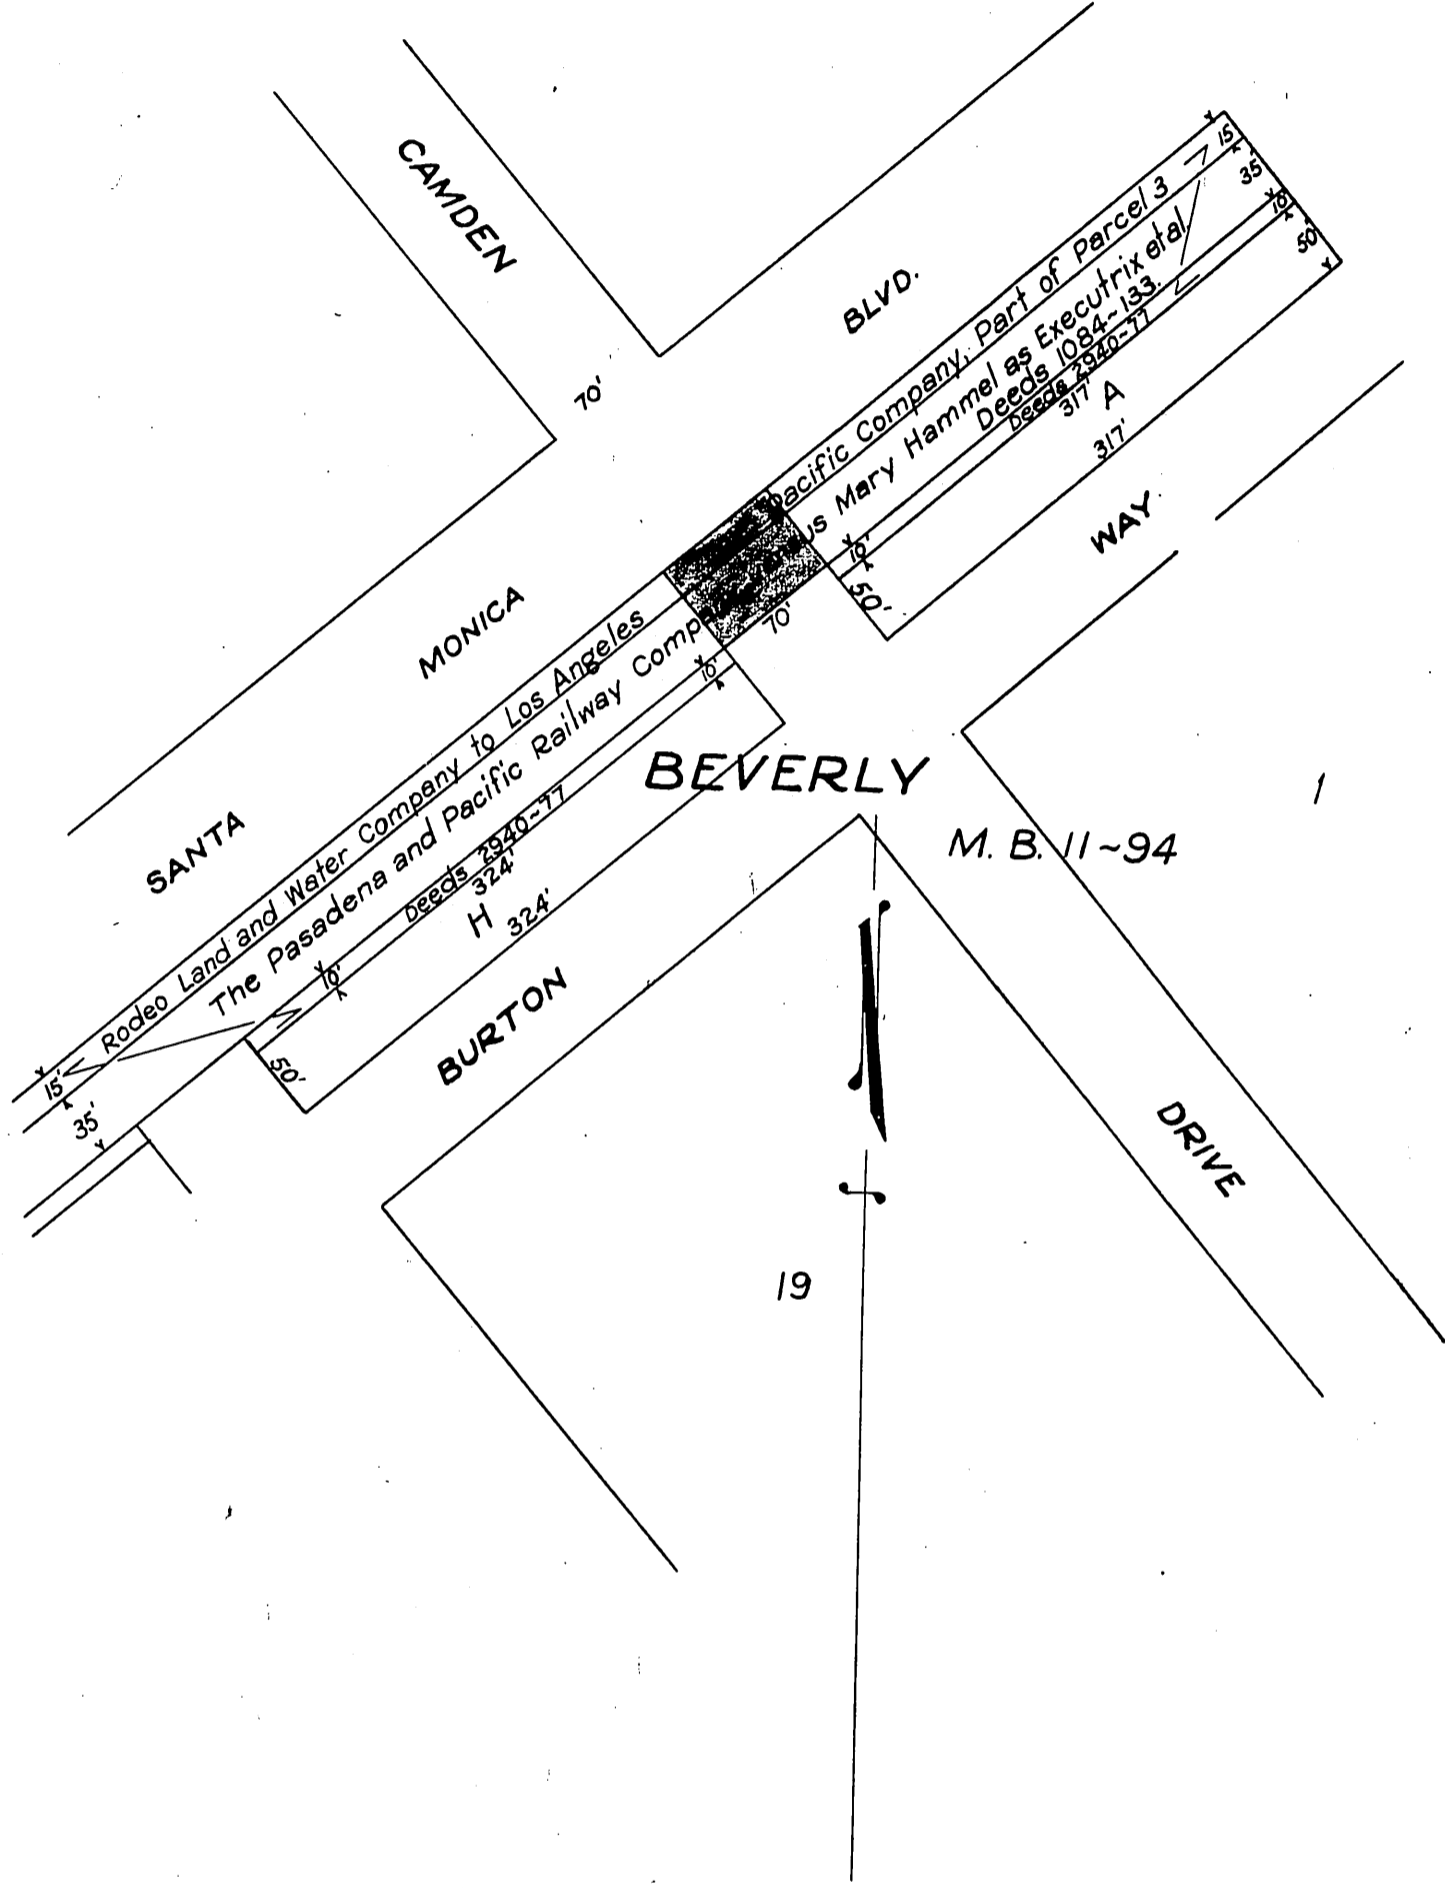 CAMDEN
BLVD.
70'
SANTA
MONICA
15'
35'
10'
50'
Rodeo Land and Water Company to Los Angeles Pacific Company, Part of Parcel 3
The Pasadena and Pacific Railway Company Mary Hammel as Executrix etal.
Deeds 1084~133.
Deeds 2940~77
317'
A
317'
10'
50'
70'
10'
WAY
BEVERLY
M. B. 11~94
1
Deeds 2940~77
324'
H
324'
10'
15'
35'
50'
BURTON
DRIVE
19